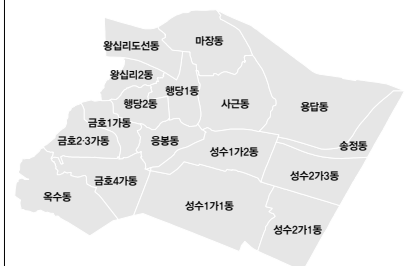 마장동
왕십리도선동
왕십리2동
행당1동
행당2동
사근동
용답동
금호1가동
금호2·3가동
응봉동
성수1가2동
송정동
성수2가3동
금호4가동
옥수동
성수1가1동
성수2가1동